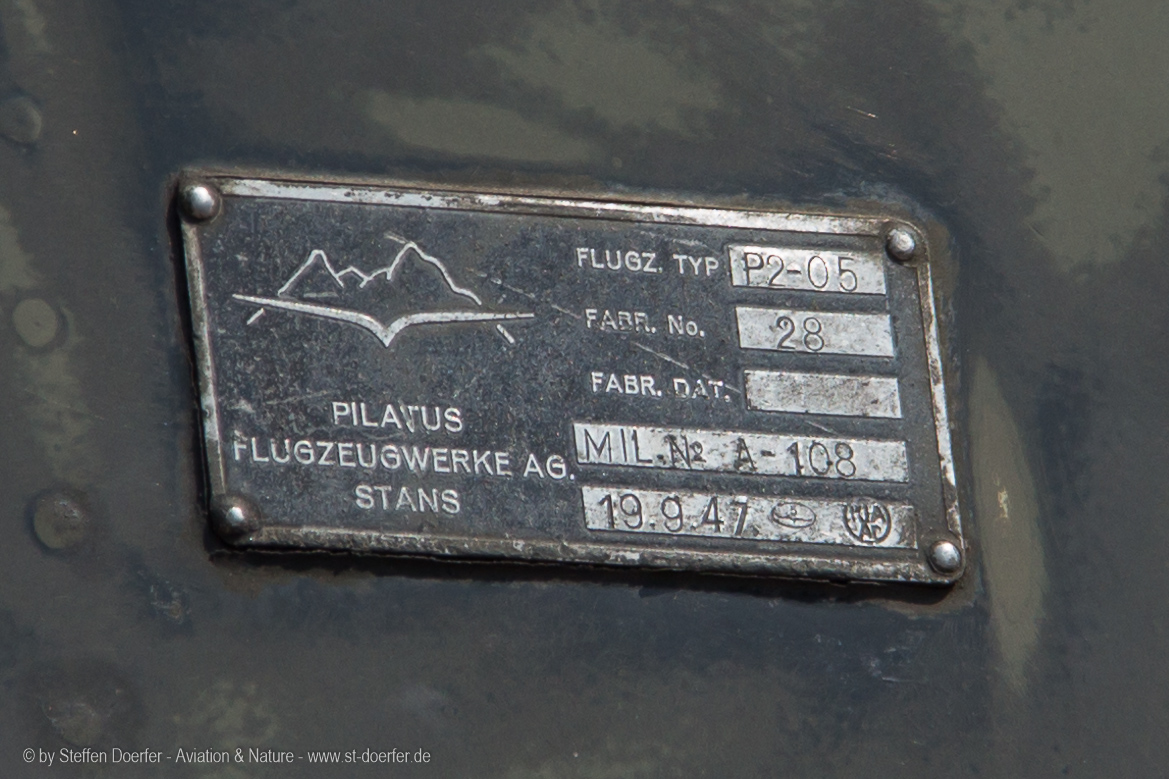 FLUGZ. TYP P2-05
FABR. No. 28
FABR. DAT.
MIL.No A-108
19.9.47.
PILATUS
FLUGZEUGWERKE AG.
STANS
© by Steffen Doerfer - Aviation & Nature - www.st-doerfer.de